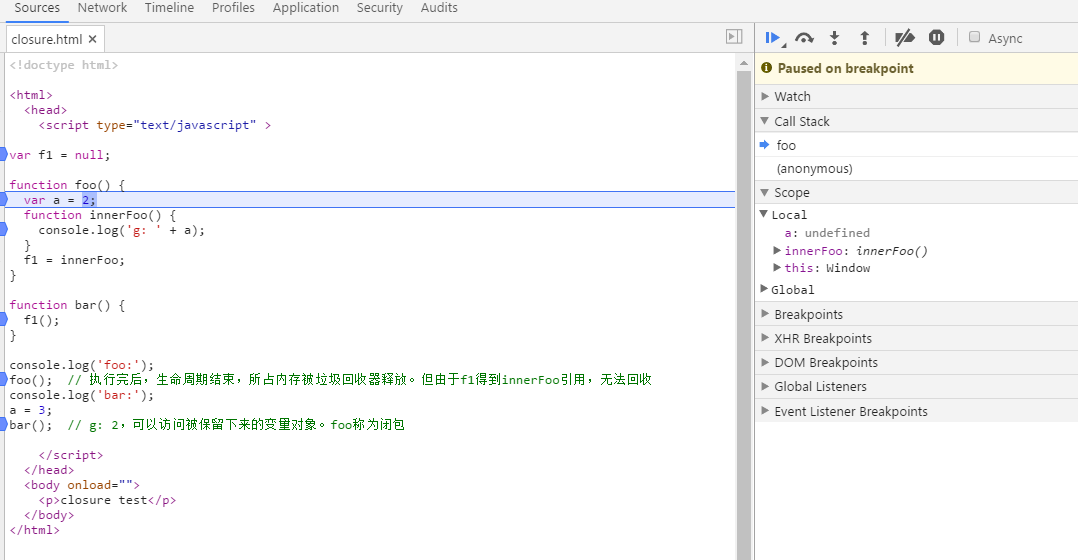 Sources Network Timeline Profiles Application Security Audits
closure.html ×
<!doctype html>
<html>
  <head>
    <script type="text/javascript" >
var f1 = null;
function foo() {
  var a = 2;
  function innerFoo() {
    console.log('g: ' + a);
  }
  f1 = innerFoo;
}
function bar() {
  f1();
}
console.log('foo:');
foo();  // 执行完后，生命周期结束，所占内存被垃圾回收器释放。但由于f1得到innerFoo引用，无法回收
console.log('bar:');
a = 3;
bar();  // g: 2，可以访问被保留下来的变量对象。foo称为闭包
    </script>
  </head>
  <body onload="">
    <p>closure test</p>
  </body>
</html>
Async
Paused on breakpoint
Watch
Call Stack
foo
(anonymous)
Scope
Local
a: undefined
innerFoo: innerFoo()
this: Window
Global
Breakpoints
XHR Breakpoints
DOM Breakpoints
Global Listeners
Event Listener Breakpoints